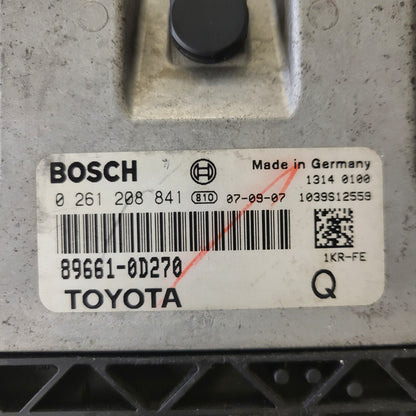 BOSCH Made in Germany
1314 0100
0 261 208 841 810 07-09-07 1039S12559
89661-0D270 1KR-FE
TOYOTA Q